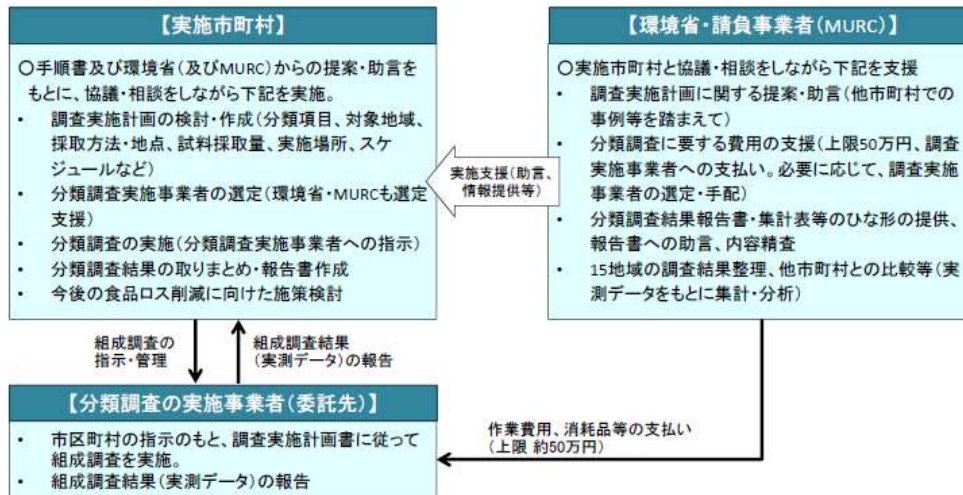 【実施市町村】
○手順書及び環境省(及びMURC)からの提案・助言を
もとに、協議・相談をしながら下記を実施。
・ 調査実施計画の検討・作成(分類項目、対象地域、
採取方法・地点、試料採取量、実施場所、スケ
ジュールなど)
・ 分類調査実施事業者の選定(環境省・MURCも選定
支援)
・ 分類調査の実施(分類調査実施事業者への指示)
・ 分類調査結果の取りまとめ・報告書作成
・ 今後の食品ロス削減に向けた施策検討
実施支援(助言、
情報提供等)
【環境省・請負事業者(MURC)】
○実施市町村と協議・相談をしながら下記を支援
・ 調査実施計画に関する提案・助言(他市町村での
事例等を踏まえて)
・ 分類調査に要する費用の支援(上限50万円、調査
実施事業者への支払い。必要に応じて、調査実施
事業者の選定・手配)
・ 分類調査結果報告書・集計表等のひな形の提供、
報告書への助言、内容精査
・ 15地域の調査結果整理、他市町村との比較等(実
測データをもとに集計・分析)
組成調査の
指示・管理
組成調査結果
(実測データ)の報告
【分類調査の実施事業者(委託先)】
・ 市区町村の指示のもと、調査実施計画書に従って
組成調査を実施。
・ 組成調査結果(実測データ)の報告
作業費用、消耗品等の支払い
(上限 約50万円)